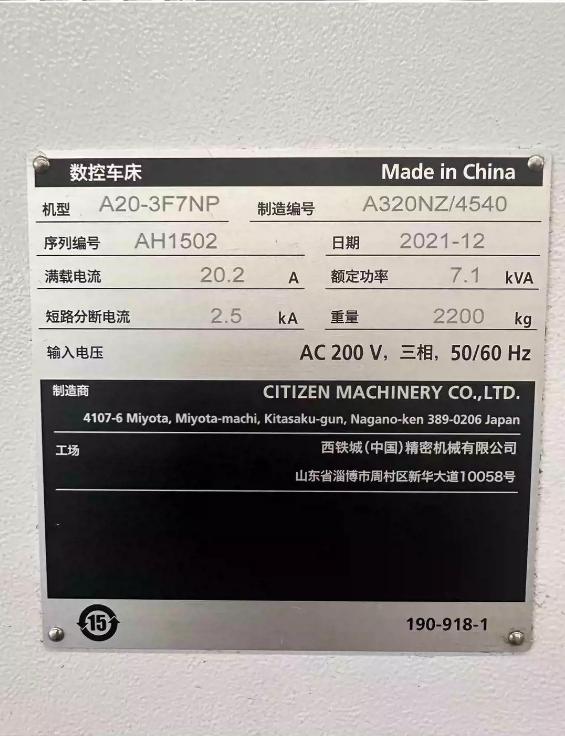 数控车床 Made in China
机型 A20-3F7NP 制造编号 A320NZ/4540
序列编号 AH1502 日期 2021-12
满载电流 20.2 A 额定功率 7.1 kVA
短路分断电流 2.5 kA 重量 2200 kg
输入电压 AC 200 V, 三相, 50/60 Hz
制造商 CITIZEN MACHINERY CO.,LTD.
4107-6 Miyota, Miyota-machi, Kitasaku-gun, Nagano-ken 389-0206 Japan
工场 西铁城(中国)精密机械有限公司
山东省淄博市周村区新华大道10058号
15 190-918-1